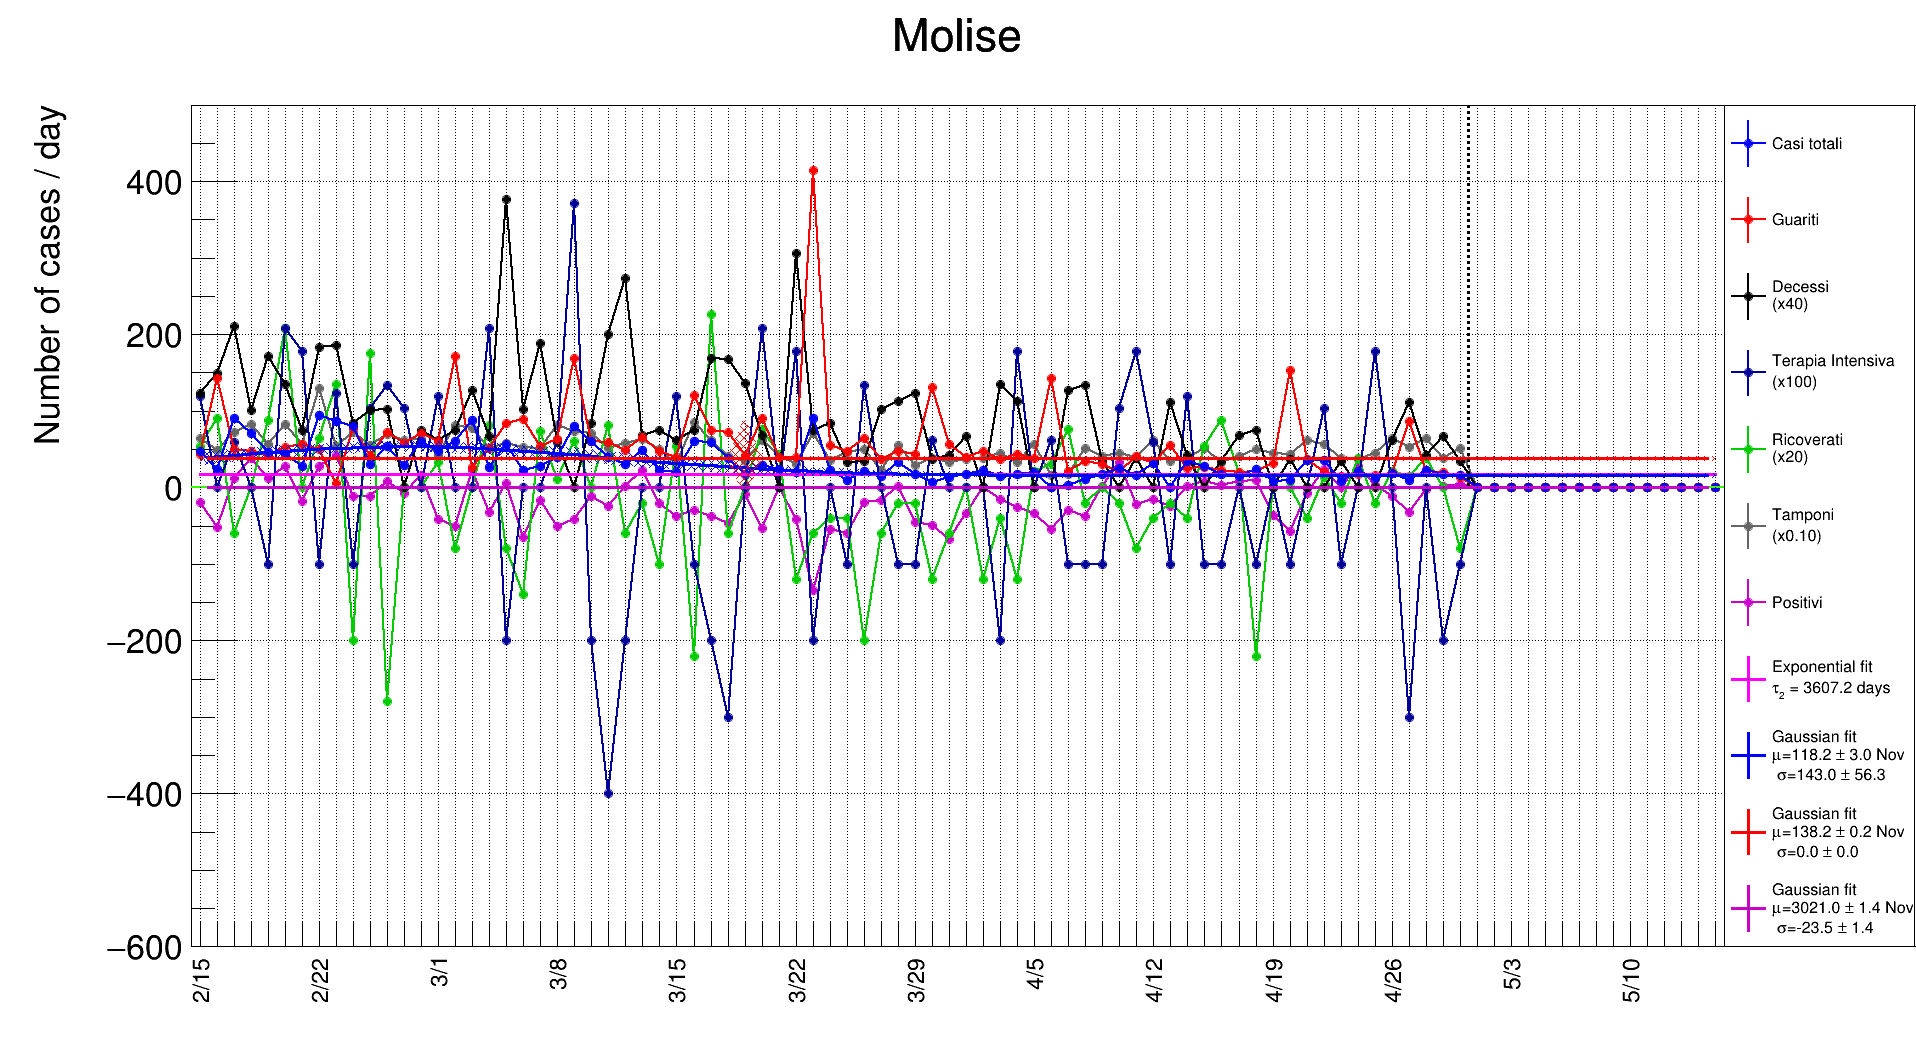 Molise
Number of cases / day
400
200
0
−200
−400
−600
2/15
2/22
3/1
3/8
3/15
3/22
3/29
4/5
4/12
4/19
4/26
5/3
5/10
Casi totali
Guariti
Decessi
(x40)
Terapia Intensiva
(x100)
Ricoverati
(x20)
Tamponi
(x0.10)
Positivi
Exponential fit
τ2 = 3607.2 days
Gaussian fit
μ=118.2 ± 3.0 Nov
σ=143.0 ± 56.3
Gaussian fit
μ=138.2 ± 0.2 Nov
σ=0.0 ± 0.0
Gaussian fit
μ=3021.0 ± 1.4 Nov
σ=-23.5 ± 1.4